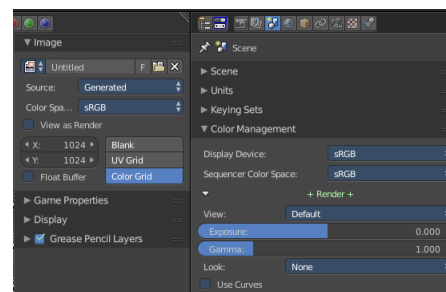 Image
Untitled
F
Source: Generated
Color Spa... sRGB
View as Render
X: 1024
Y: 1024
Float Buffer
Blank
UV Grid
Color Grid
Game Properties
Display
Grease Pencil Layers
Scene
Scene
Units
Keying Sets
Color Management
Display Device: sRGB
Sequencer Color Space: sRGB
+ Render +
View: Default
Exposure: 0.000
Gamma: 1.000
Look: None
Use Curves